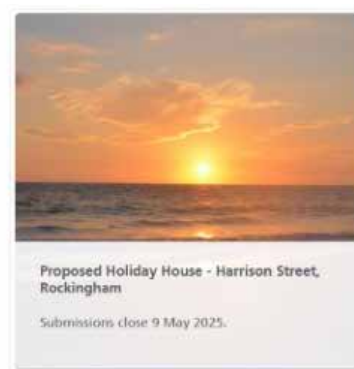 Proposed Holiday House - Harrison Street,
Rockingham
Submissions close 9 May 2025.